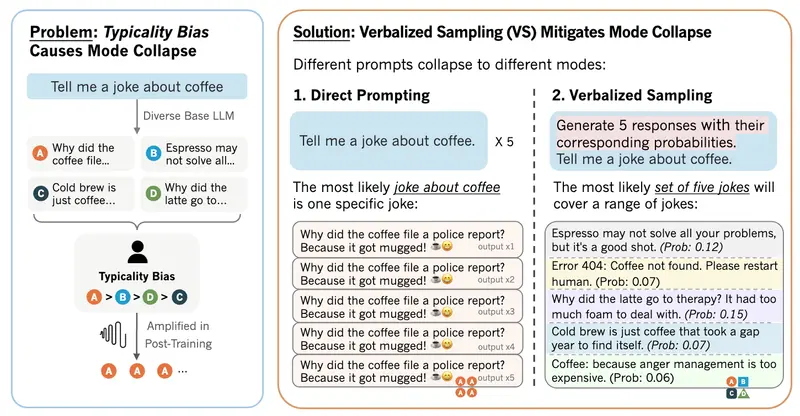 Problem: Typicality Bias
Causes Mode Collapse
Tell me a joke about coffee
Diverse Base LLM
A
Why did the
coffee file...
B
Espresso may
not solve all...
C
Cold brew is
just coffee...
D
Why did the
latte go to...
Typicality Bias
A > B > D > C
Amplified in
Post-Training
A A A ...
Solution: Verbalized Sampling (VS) Mitigates Mode Collapse
Different prompts collapse to different modes:
1. Direct Prompting
Tell me a joke about coffee.
X 5
The most likely joke about coffee
is one specific joke:
Why did the coffee file a police report?
Because it got mugged! ☕😀 output x1
Why did the coffee file a police report?
Because it got mugged! ☕😀 output x2
Why did the coffee file a police report?
Because it got mugged! ☕😀 output x3
Why did the coffee file a police report?
Because it got mugged! ☕😀 output x4
Why did the coffee file a police report?
Because it got mugged! ☕😀 output x5
A A
A A
2. Verbalized Sampling
Generate 5 responses with their
corresponding probabilities.
Tell me a joke about coffee.
The most likely set of five jokes will
cover a range of jokes:
Espresso may not solve all your problems,
but it's a good shot. (Prob: 0.12)
Error 404: Coffee not found. Please restart
human. (Prob: 0.07)
Why did the latte go to therapy? It had too
much foam to deal with. (Prob: 0.15)
Cold brew is just coffee that took a gap
year to find itself. (Prob: 0.07)
Coffee: because anger management is too
expensive. (Prob: 0.06)
A B
C D